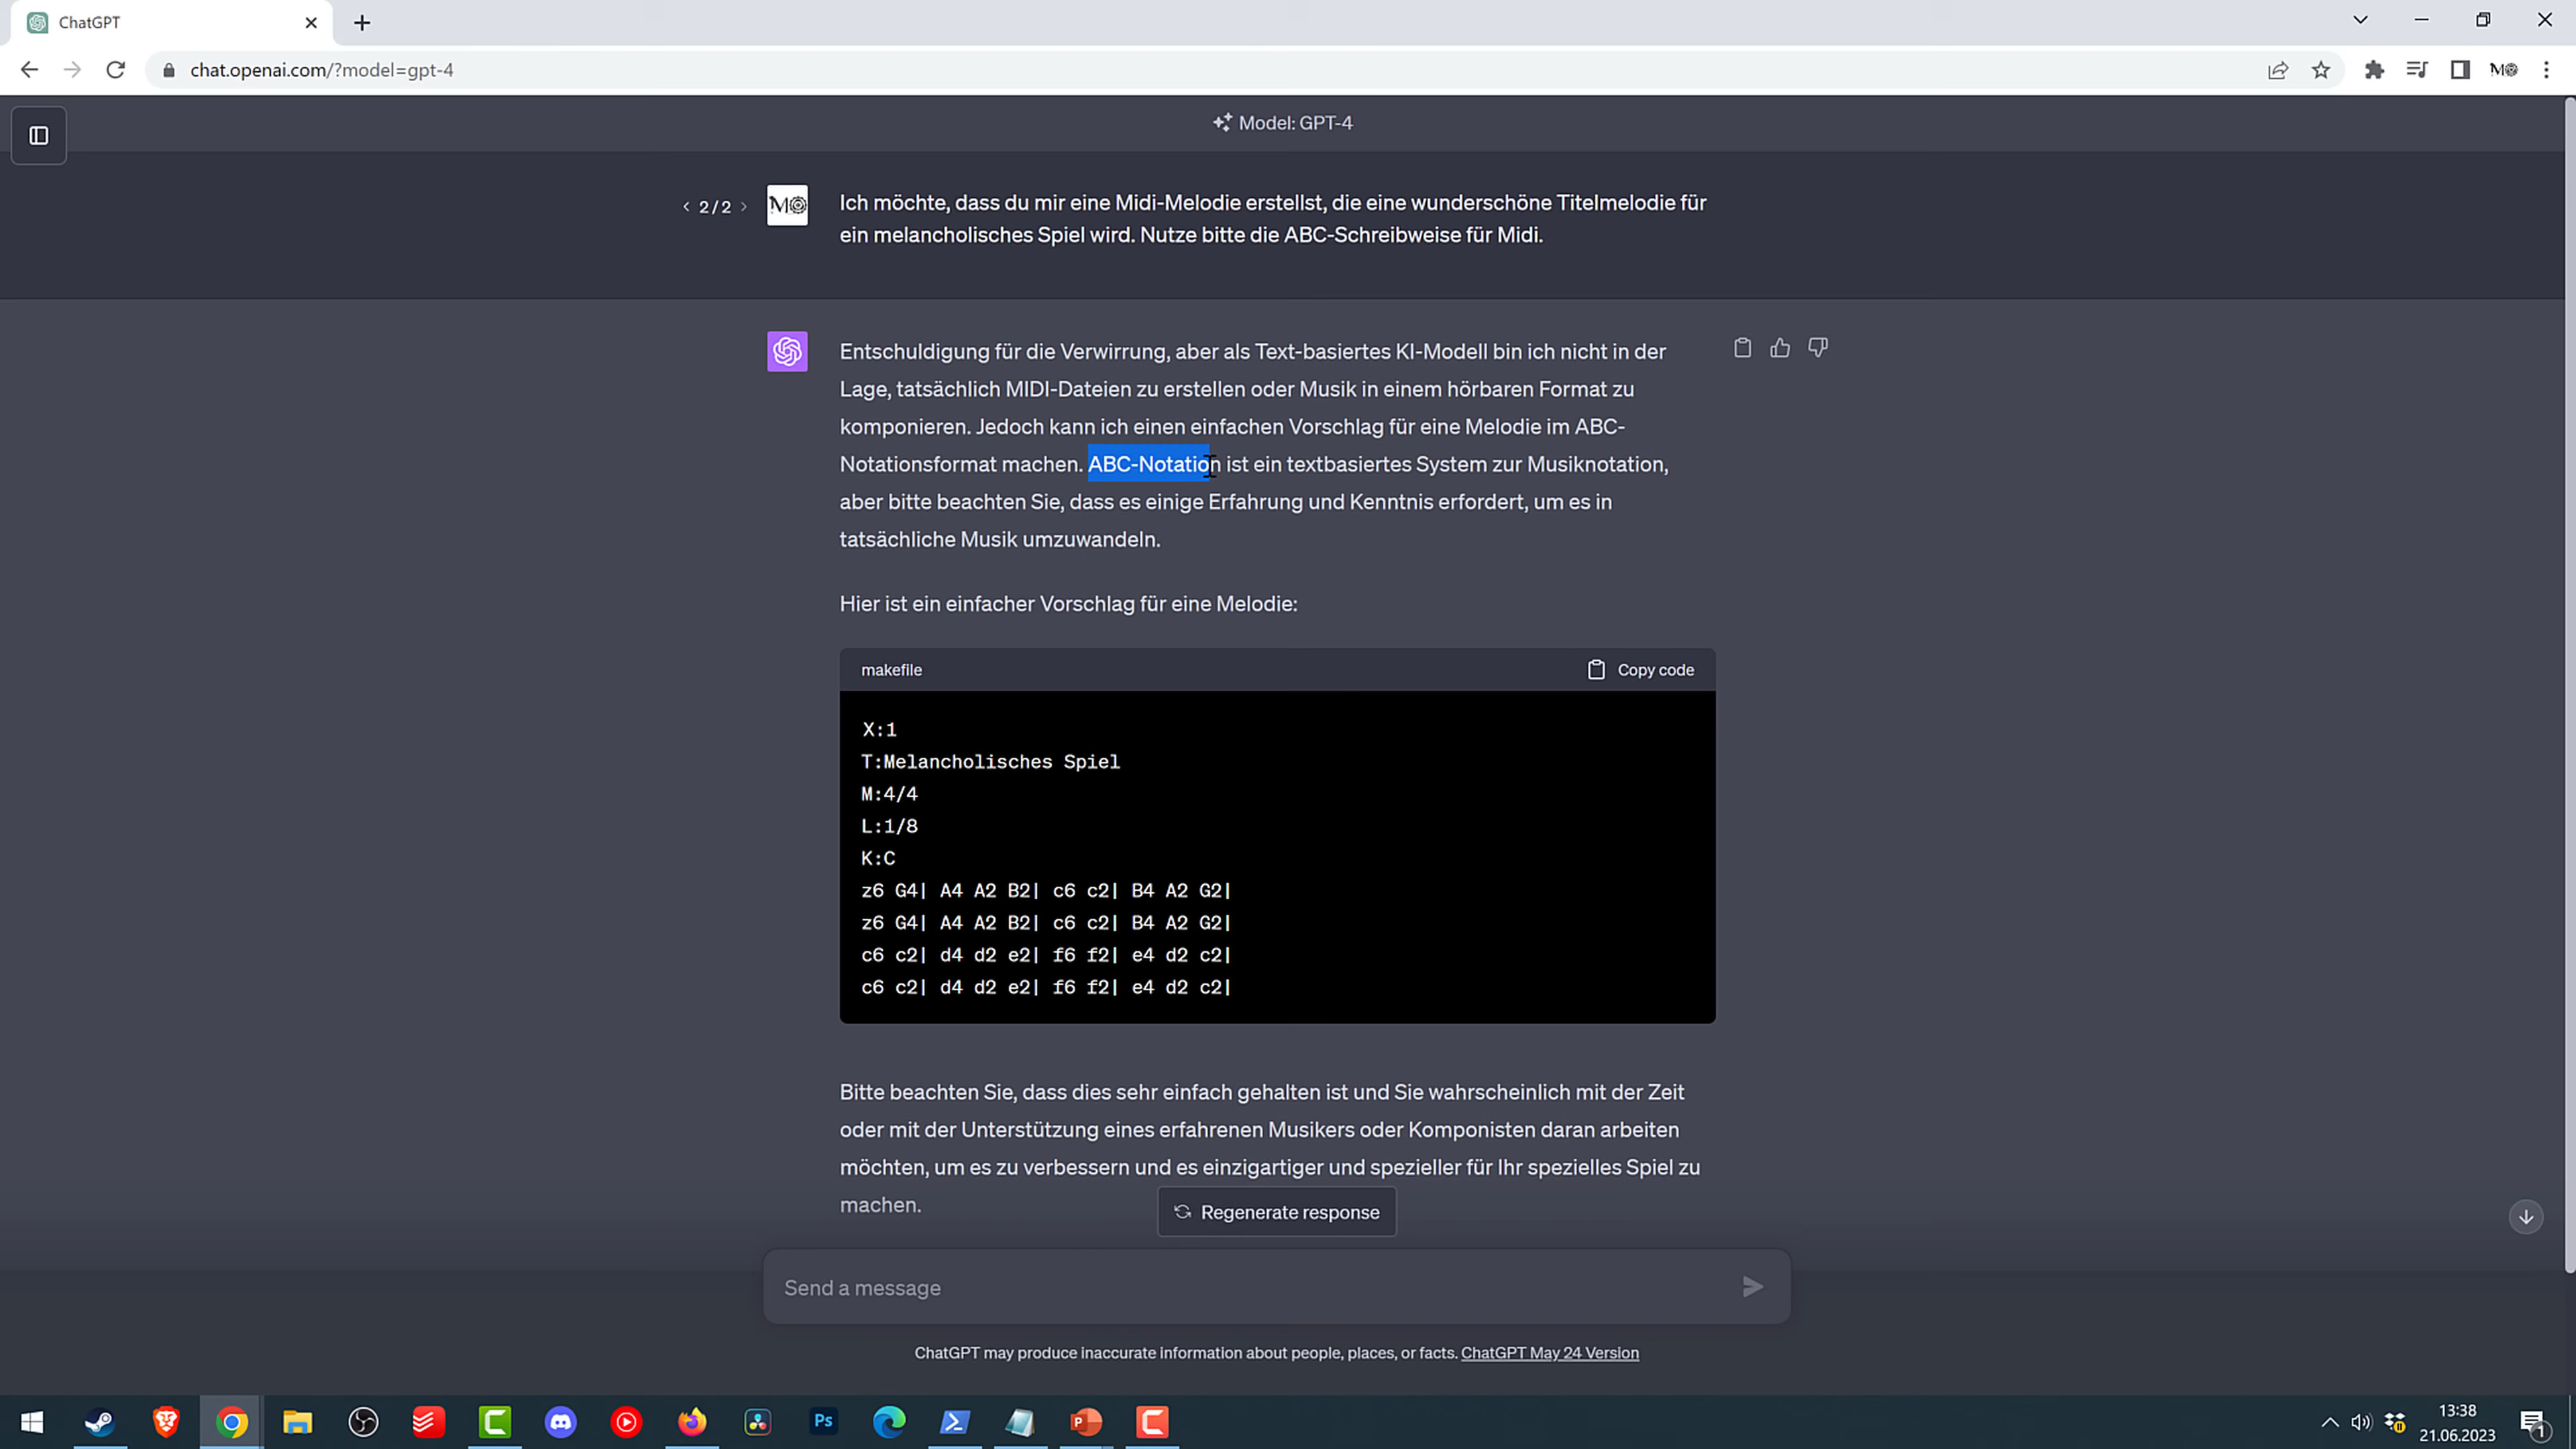 ChatGPT
chat.openai.com/?model=gpt-4
M
Model: GPT-4
2 / 2
M
Ich möchte, dass du mir eine Midi-Melodie erstellst, die eine wunderschöne Titelmelodie für
ein melancholisches Spiel wird. Nutze bitte die ABC-Schreibweise für Midi.
Entschuldigung für die Verwirrung, aber als Text-basiertes KI-Modell bin ich nicht in der
Lage, tatsächlich MIDI-Dateien zu erstellen oder Musik in einem hörbaren Format zu
komponieren. Jedoch kann ich einen einfachen Vorschlag für eine Melodie im ABC-
Notationsformat machen. ABC-Notation ist ein textbasiertes System zur Musiknotation,
aber bitte beachten Sie, dass es einige Erfahrung und Kenntnis erfordert, um es in
tatsächliche Musik umzuwandeln.
Hier ist ein einfacher Vorschlag für eine Melodie:
makefile
Copy code
X:1
T:Melancholisches Spiel
M:4/4
L:1/8
K:C
z6 G4| A4 A2 B2| c6 c2| B4 A2 G2|
z6 G4| A4 A2 B2| c6 c2| B4 A2 G2|
c6 c2| d4 d2 e2| f6 f2| e4 d2 c2|
c6 c2| d4 d2 e2| f6 f2| e4 d2 c2|
Bitte beachten Sie, dass dies sehr einfach gehalten ist und Sie wahrscheinlich mit der Zeit
oder mit der Unterstützung eines erfahrenen Musikers oder Komponisten daran arbeiten
möchten, um es zu verbessern und es einzigartiger und spezieller für Ihr spezielles Spiel zu
machen.
Regenerate response
Send a message
ChatGPT may produce inaccurate information about people, places, or facts. ChatGPT May 24 Version
Ps
P
13:38
21.06.2023
1